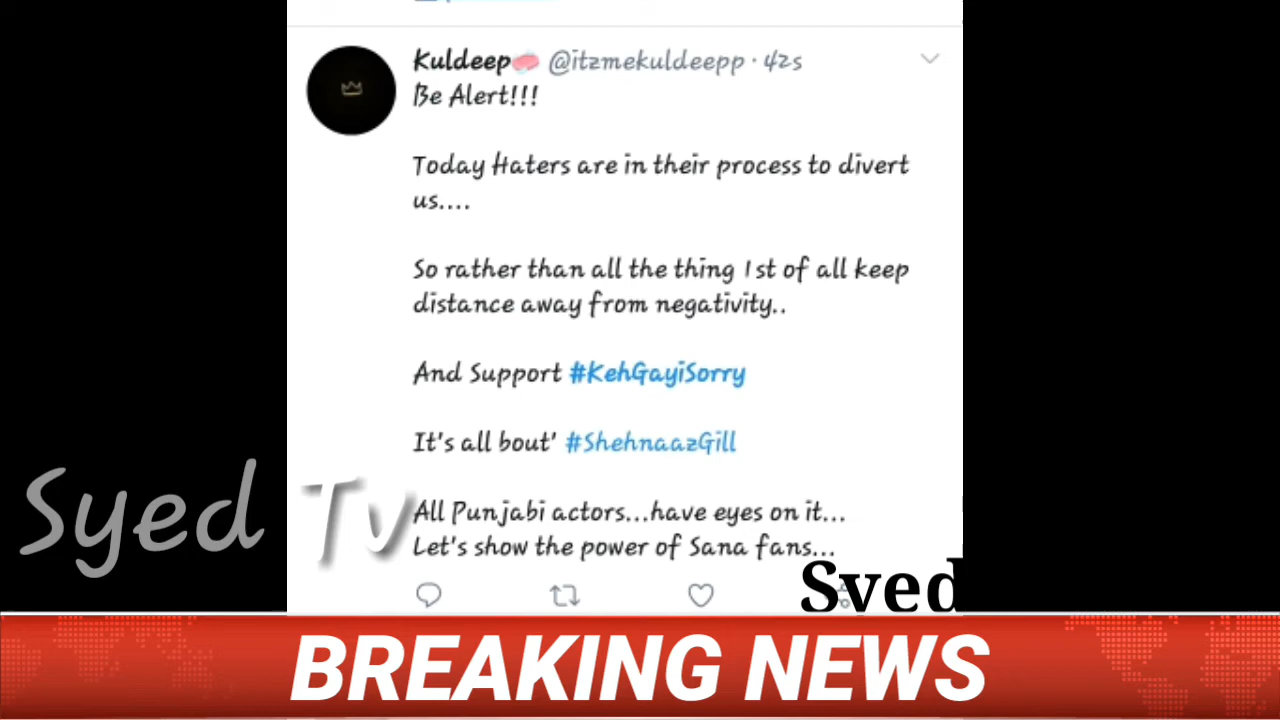 Kuldeep @itzmekuldeepp · 42s
Be Alert!!!
Today Haters are in their process to divert
us....
So rather than all the thing 1st of all keep
distance away from negativity..
And Support #KehGayiSorry
It's all bout' #ShehnaazGill
All Punjabi actors...have eyes on it...
Let's show the power of Sana fans...
Syed Tv
Syed
BREAKING NEWS